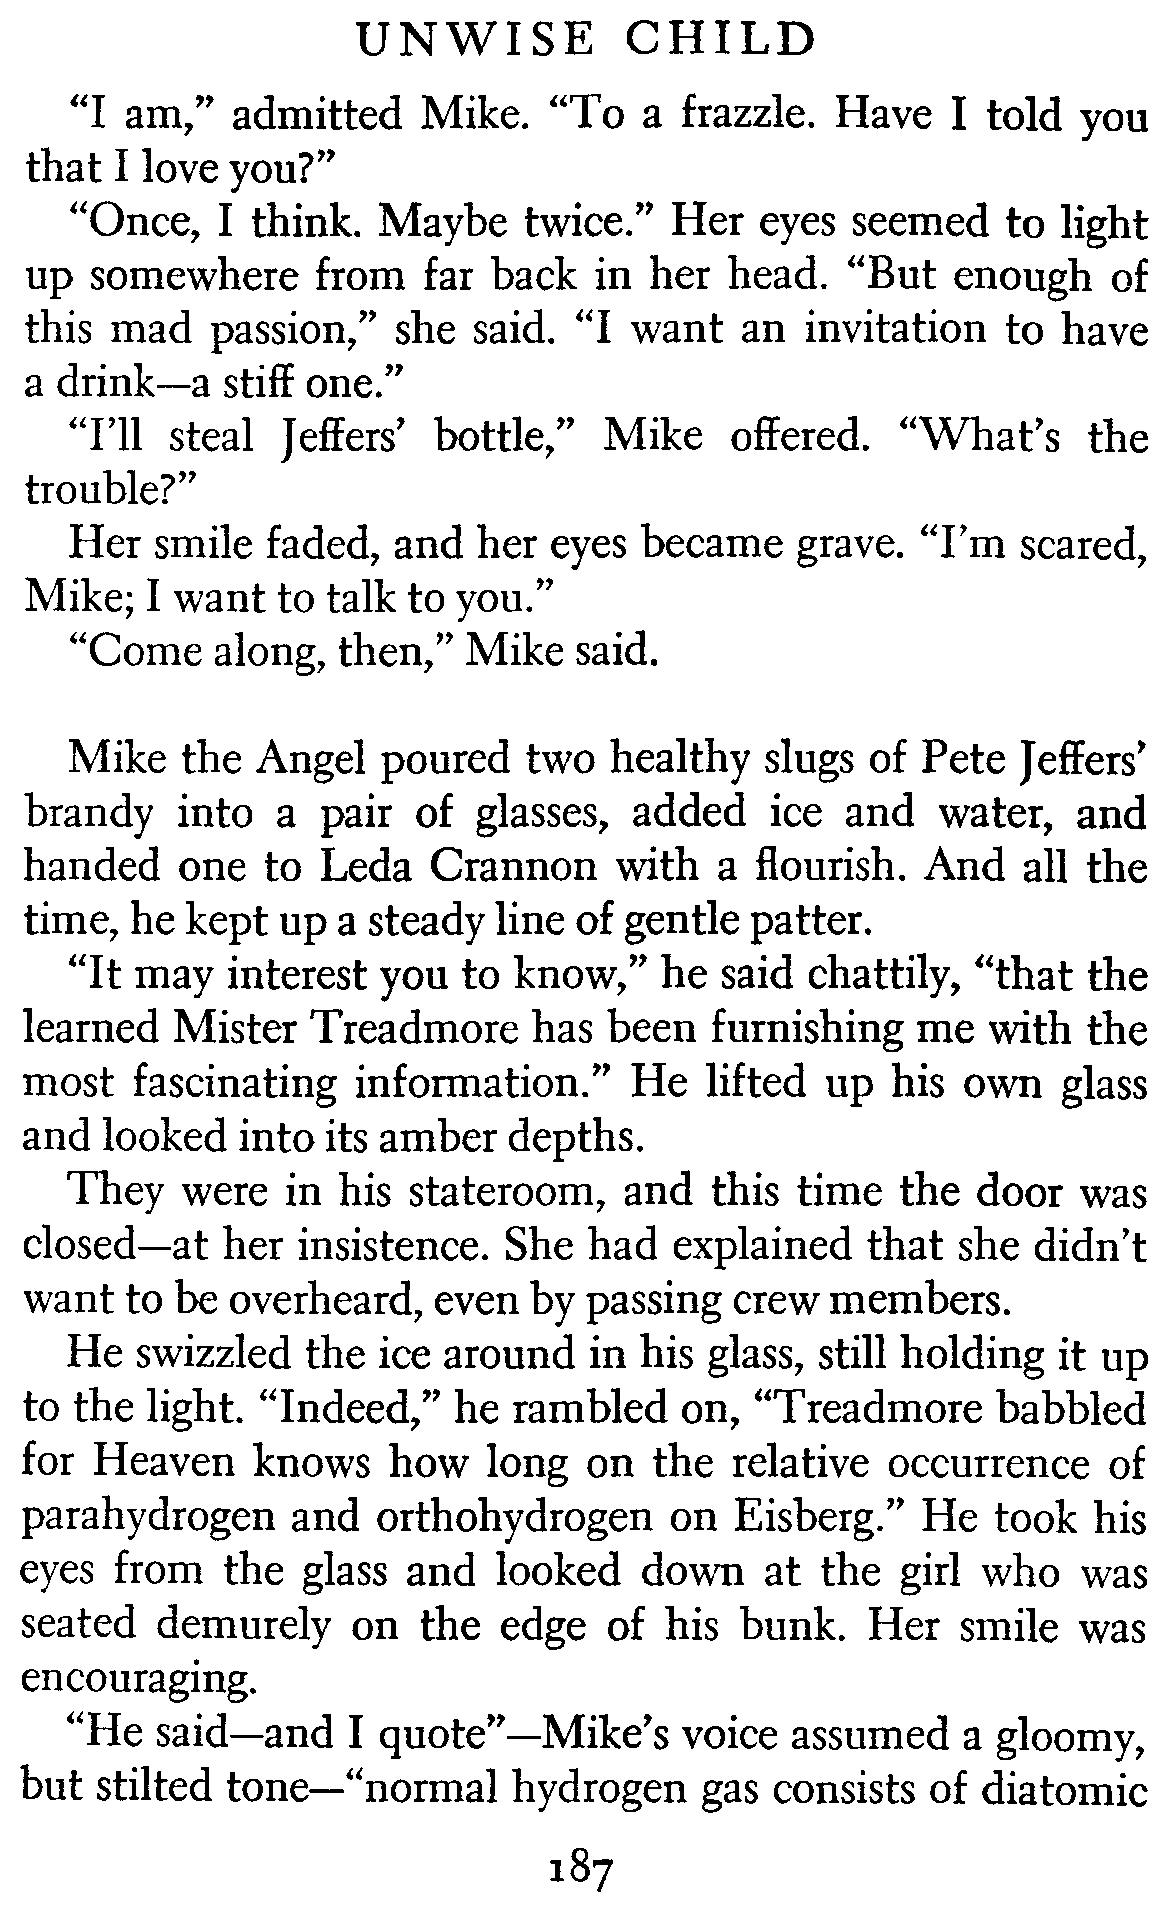 UNWISE CHILD
“I am,” admitted Mike. “To a frazzle. Have I told you
that I love you?”
“Once, I think. Maybe twice.” Her eyes seemed to light
up somewhere from far back in her head. “But enough of
this mad passion,” she said. “I want an invitation to have
a drink—a stiff one.”
“I’ll steal Jeffers’ bottle,” Mike offered. “What’s the
trouble?”
Her smile faded, and her eyes became grave. “I’m scared,
Mike; I want to talk to you.”
“Come along, then,” Mike said.
Mike the Angel poured two healthy slugs of Pete Jeffers’
brandy into a pair of glasses, added ice and water, and
handed one to Leda Crannon with a flourish. And all the
time, he kept up a steady line of gentle patter.
“It may interest you to know,” he said chattily, “that the
learned Mister Treadmore has been furnishing me with the
most fascinating information.” He lifted up his own glass
and looked into its amber depths.
They were in his stateroom, and this time the door was
closed—at her insistence. She had explained that she didn’t
want to be overheard, even by passing crew members.
He swizzled the ice around in his glass, still holding it up
to the light. “Indeed,” he rambled on, “Treadmore babbled
for Heaven knows how long on the relative occurrence of
parahydrogen and orthohydrogen on Eisberg.” He took his
eyes from the glass and looked down at the girl who was
seated demurely on the edge of his bunk. Her smile was
encouraging.
“He said—and I quote”—Mike’s voice assumed a gloomy,
but stilted tone—“normal hydrogen gas consists of diatomic
187